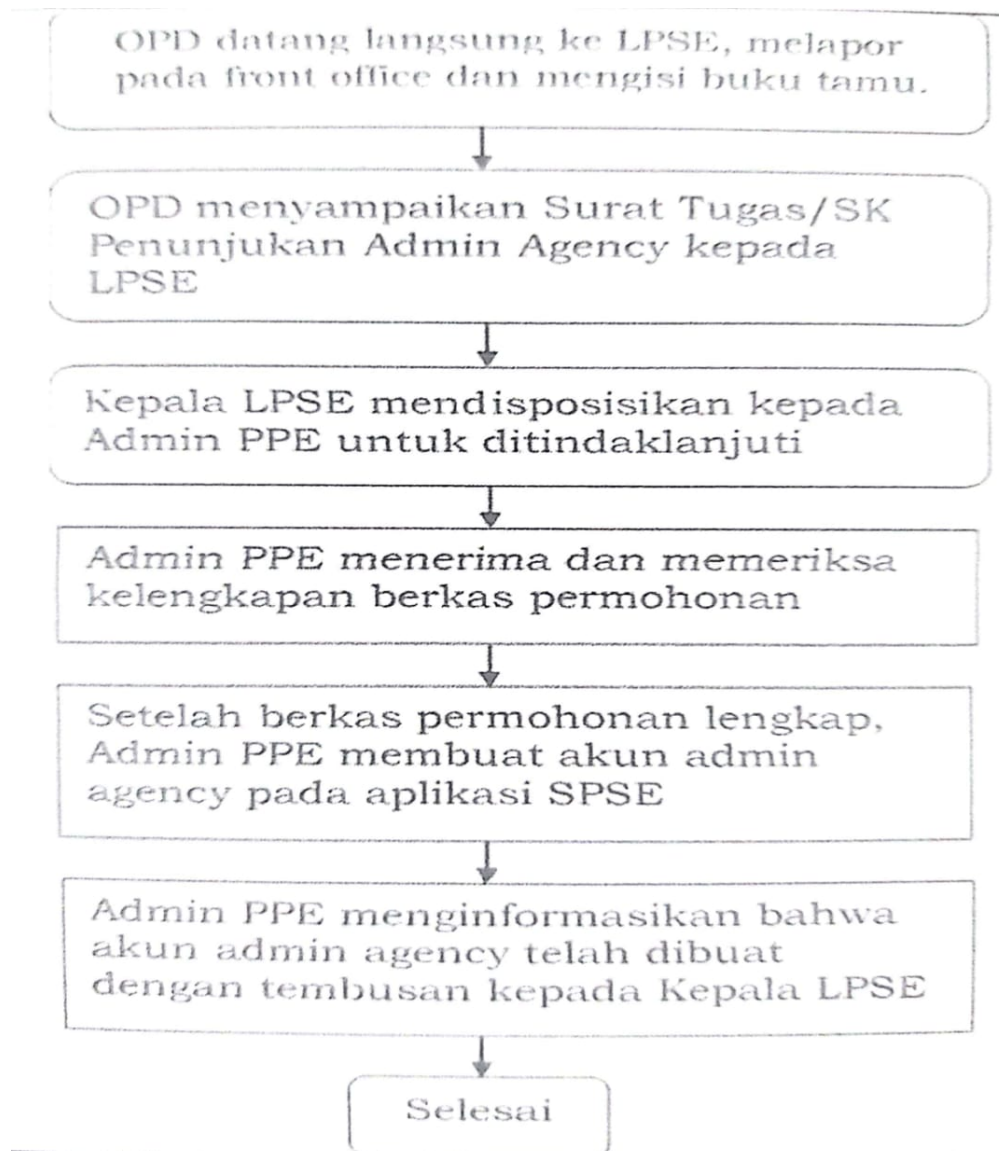 OPD datang langsung ke LPSE, melapor
pada front office dan mengisi buku tamu.
OPD menyampaikan Surat Tugas/SK
Penunjukan Admin Agency kepada
LPSE
Kepala LPSE mendisposisikan kepada
Admin PPE untuk ditindaklanjuti
Admin PPE menerima dan memeriksa
kelengkapan berkas permohonan
Setelah berkas permohonan lengkap,
Admin PPE membuat akun admin
agency pada aplikasi SPSE
Admin PPE menginformasikan bahwa
akun admin agency telah dibuat
dengan tembusan kepada Kepala LPSE
Selesai